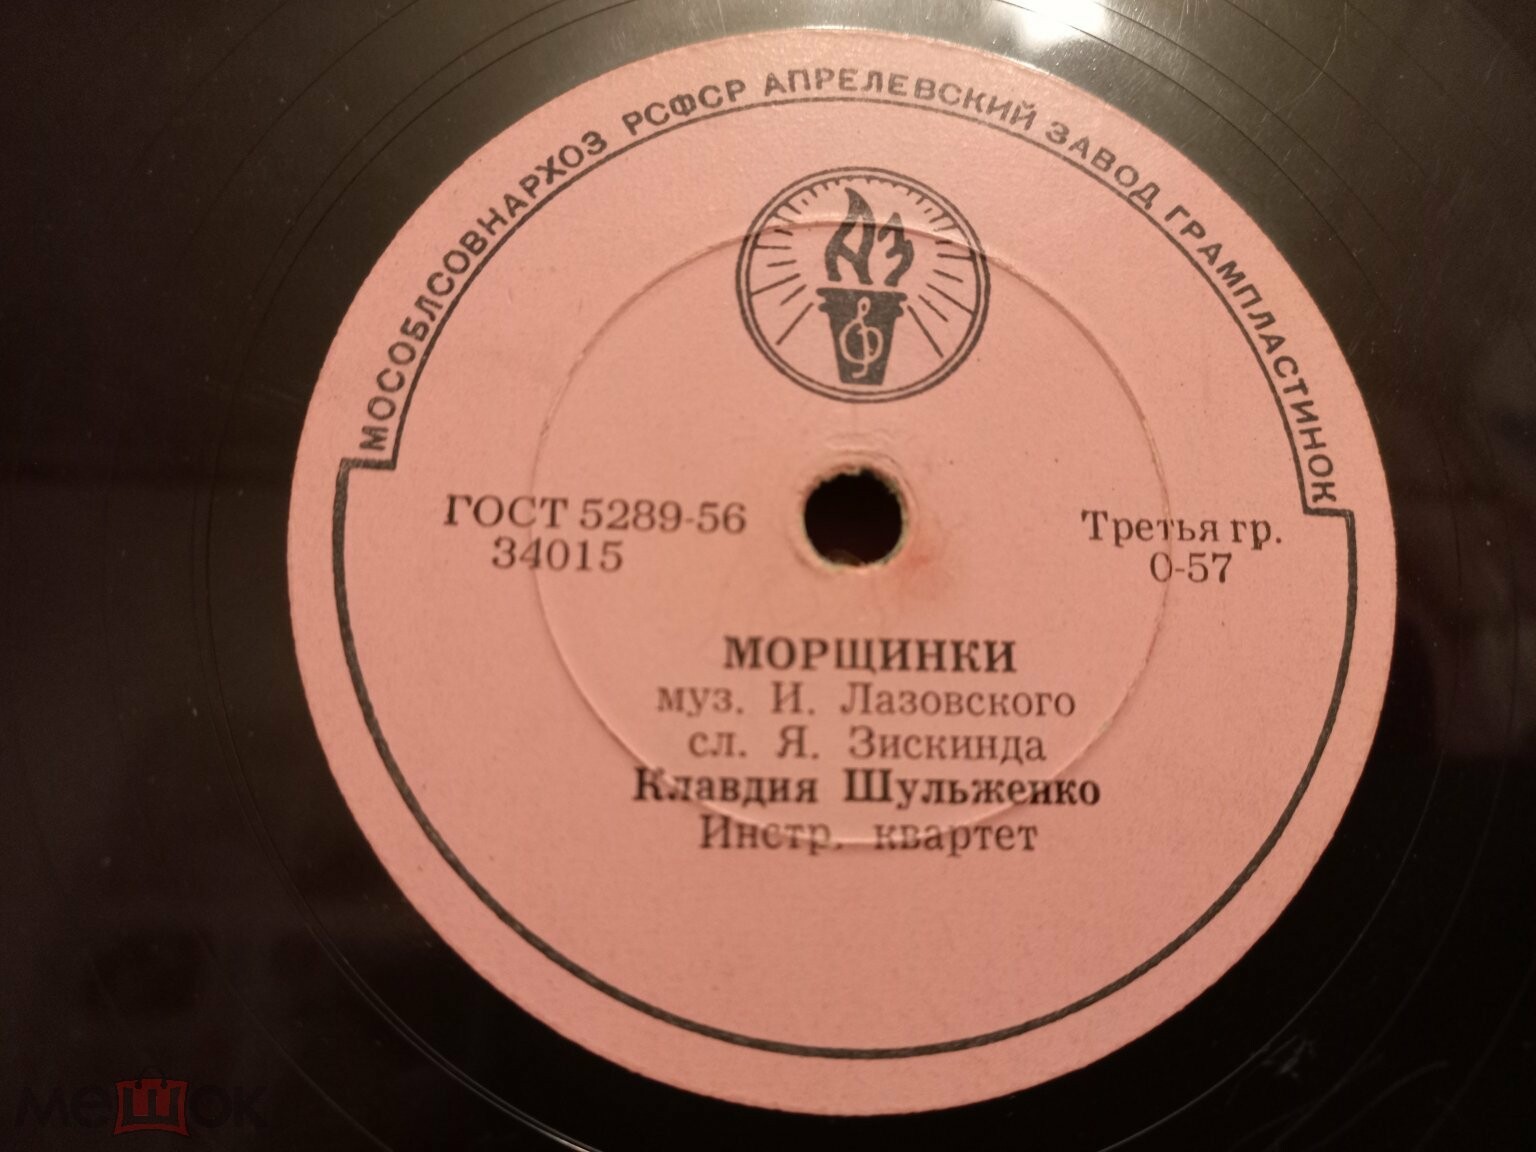 МОСОБЛСОВНАРХОЗ РСФСР АПРЕЛЕВСКИЙ ЗАВОД ГРАМПЛАСТИНОК
АЗ
ГОСТ 5289-56
34015
Третья гр.
0-57
МОРЩИНКИ
муз. И. Лазовского
сл. Я. Зискинда
Клавдия Шульженко
Инстр. квартет
мешок